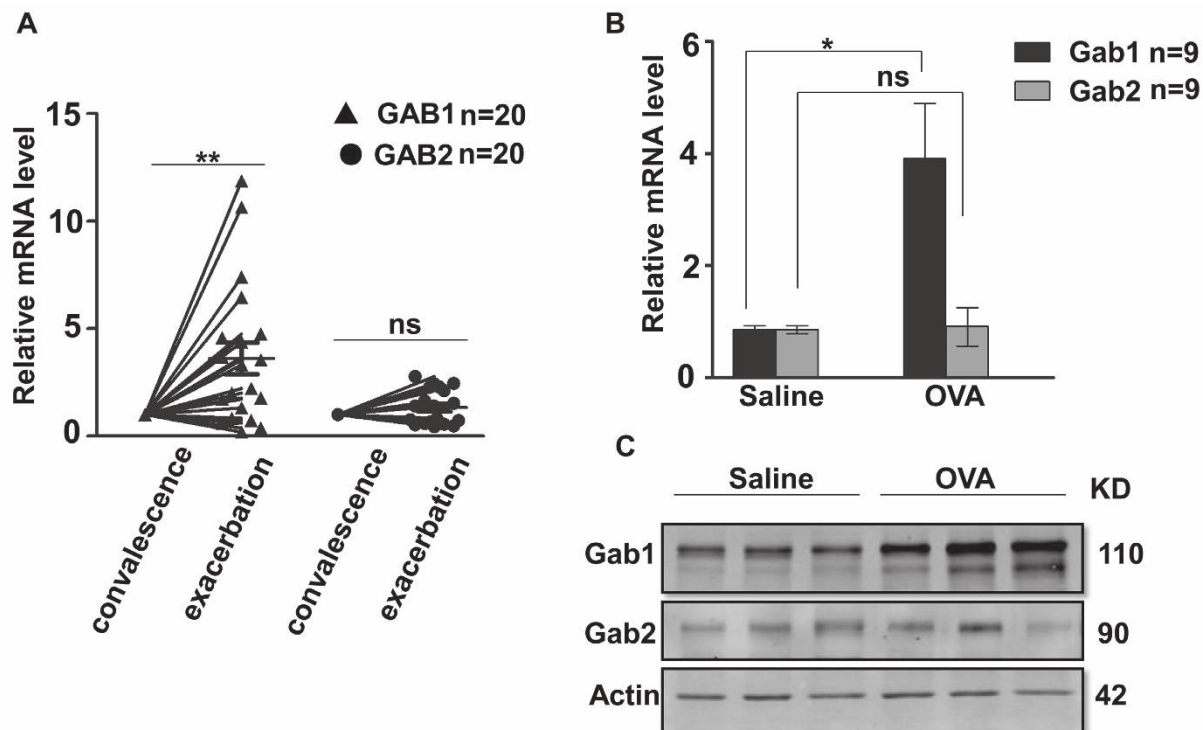 A
Relative mRNA level
15
10
5
0
GAB1 n=20
GAB2 n=20
**
ns
convalescence
exacerbation
convalescence
exacerbation
B
Relative mRNA level
6
4
2
0
*
ns
Gab1 n=9
Gab2 n=9
Saline
OVA
C
Saline OVA KD
Gab1 110
Gab2 90
Actin 42